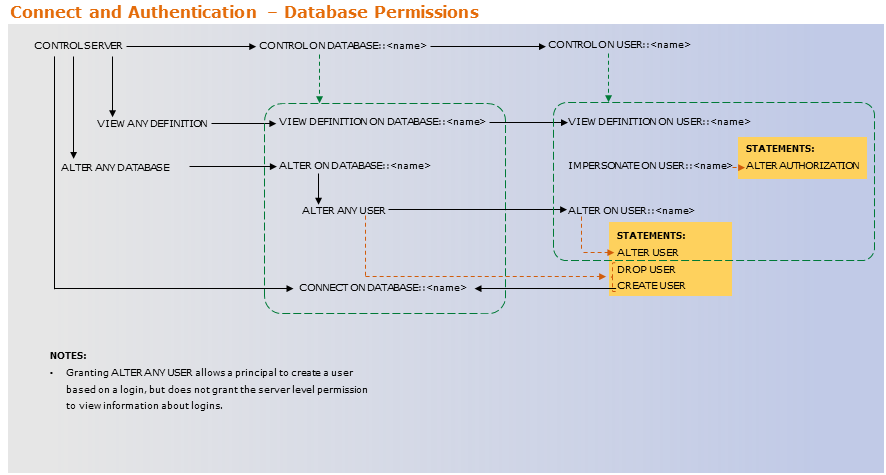 Connect and Authentication – Database Permissions
CONTROL SERVER
CONTROL ON DATABASE::<name>
CONTROL ON USER::<name>
VIEW ANY DEFINITION
VIEW DEFINITION ON DATABASE::<name>
VIEW DEFINITION ON USER::<name>
STATEMENTS:
ALTER ANY DATABASE
ALTER ON DATABASE::<name>
IMPERSONATE ON USER::<name>
ALTER AUTHORIZATION
ALTER ANY USER
ALTER ON USER::<name>
STATEMENTS:
ALTER USER
DROP USER
CREATE USER
CONNECT ON DATABASE::<name>
NOTES:
• Granting ALTER ANY USER allows a principal to create a user
based on a login, but does not grant the server level permission
to view information about logins.